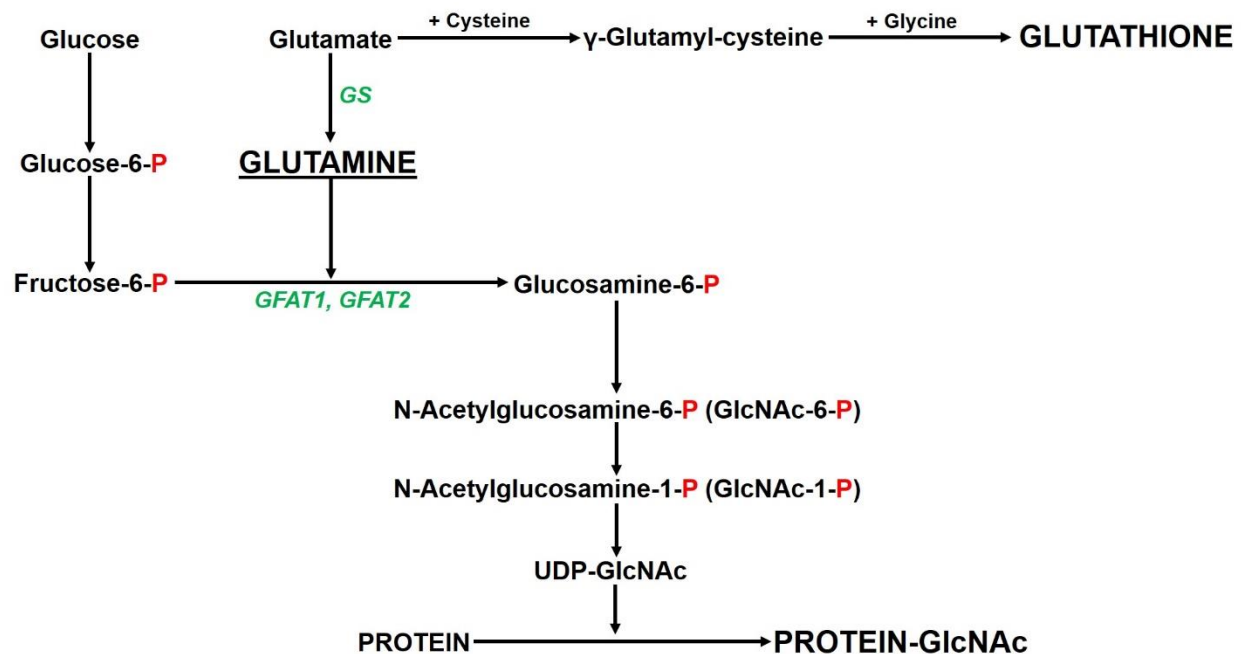 Glucose
Glutamate
+ Cysteine
γ-Glutamyl-cysteine
+ Glycine
GLUTATHIONE
GS
Glucose-6-P
GLUTAMINE
Fructose-6-P
GFAT1, GFAT2
Glucosamine-6-P
N-Acetylglucosamine-6-P (GlcNAc-6-P)
N-Acetylglucosamine-1-P (GlcNAc-1-P)
UDP-GlcNAc
PROTEIN
PROTEIN-GlcNAc